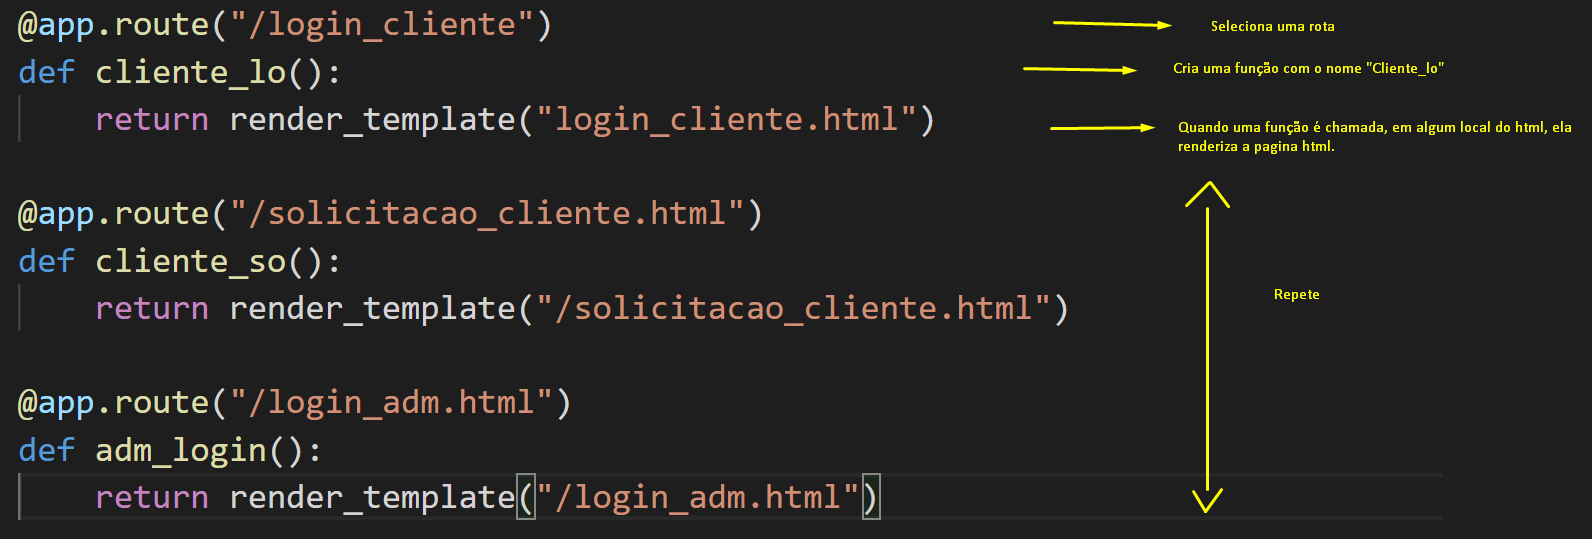 @app.route("/login_cliente")
Seleciona uma rota
def cliente_lo():
Cria uma função com o nome "Cliente_lo"
    return render_template("login_cliente.html")
Quando uma função é chamada, em algum local do html, ela
renderiza a pagina html.
@app.route("/solicitacao_cliente.html")
def cliente_so():
    return render_template("/solicitacao_cliente.html")
Repete
@app.route("/login_adm.html")
def adm_login():
    return render_template("/login_adm.html")